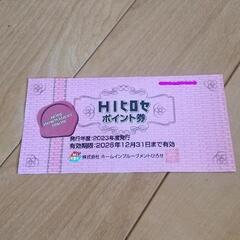 HIヒロセ
ポイント券
発行年度:2023年度発行
有効期限:2025年12月31日まで有効
株式会社 ホームインプルーブメントひろせ